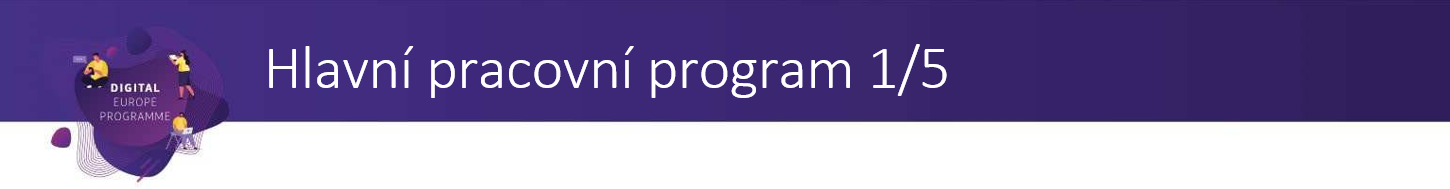 Hlavní pracovní program 1/5
DIGITAL
EUROPE
PROGRAMME